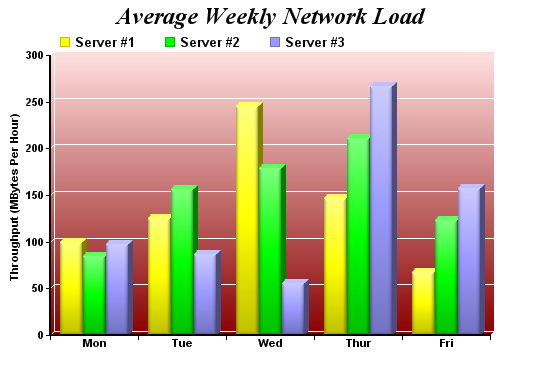 Average Weekly Network Load
Server #1 Server #2 Server #3
Throughput (MBytes Per Hour)
300
250
200
150
100
50
0
Mon Tue Wed Thur Fri